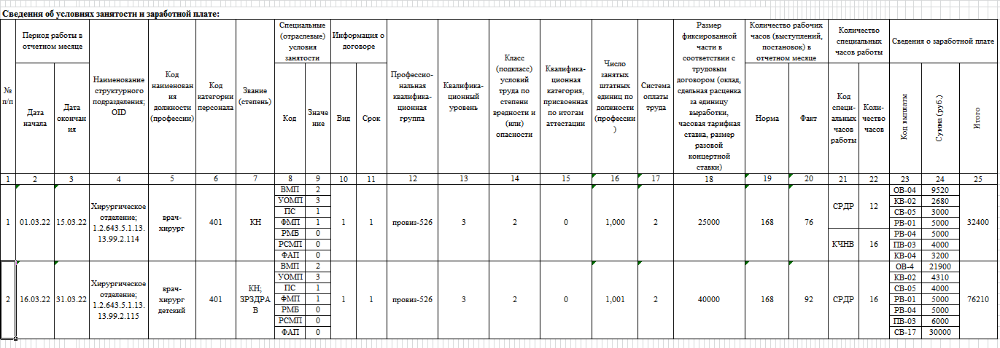 Сведения об условиях занятости и заработной плате:
№ п/п
Период работы в отчетном месяце
Дата начала
Дата окончания
Наименование структурного подразделения; OID
Код наименования должности (профессии)
Код категории персонала
Звание (степень)
Специальные (отраслевые) условия занятости
Код
Значение
Информация о договоре
Вид
Срок
Профессио-нальная квалифика-ционная группа
Квалифика-ционный уровень
Класс (подкласс) условий труда по степени вредности и (или) опасности
Квалифика-ционная категория, присвоенная по итогам аттестации
Число занятых штатных единиц по должности (профессии)
Система оплаты труда
Размер фиксированной части в соответствии с трудовым договором (оклад, сдельная расценка за единицу выработки, часовая тарифная ставка, размер разовой концертной ставки)
Количество рабочих часов (выступлений, постановок) в отчетном месяце
Норма
Факт
Количество специальных часов работы
Код специ-альных часов работы
Коли-чество часов
Сведения о заработной плате
Код выплаты
Сумма (руб.)
Итого
1 2 3 4 5 6 7 8 9 10 11 12 13 14 15 16 17 18 19 20 21 22 23 24 25
1 01.03.22 15.03.22
Хирургическое отделение; 1.2.643.5.1.13.13.99.2.114
врач-хирург
401
КН
ВМП 2
УОМП 3
ПС 1
ФМП 1
РМБ 0
РСМП 0
ФАП 0
1 1 провиз-526 3 2 0 1,000 2 25000 168 76
СРДР 12
КЧНВ 16
ОВ-04 9520
КВ-02 2680
СВ-05 3000
РВ-01 5000
РВ-04 5000
ПВ-03 4000
КВ-04 3200
32400
2 16.03.22 31.03.22
Хирургическое отделение; 1.2.643.5.1.13.13.99.2.115
врач-хирург детский
401
КН; ЗРЗДРАВ
ВМП 2
УОМП 3
ПС 1
ФМП 1
РМБ 0
РСМП 0
ФАП 0
1 1 провиз-526 3 2 0 1,001 2 40000 168 92
СРДР 16
ОВ-4 21900
КВ-02 4310
СВ-05 4000
РВ-01 5000
РВ-04 5000
ПВ-03 6000
СВ-17 30000
76210